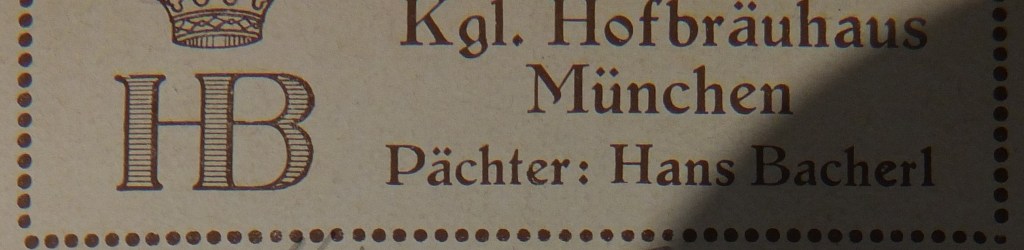 HB
Kgl. Hofbräuhaus
München
Pächter: Hans Bacherl